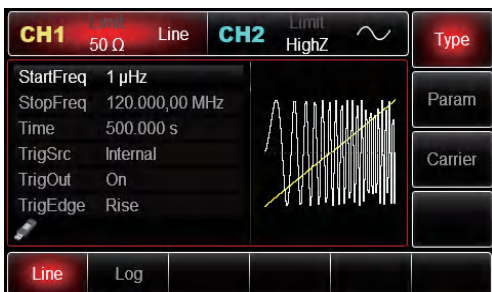 CH1 Limit 50 Ω Line CH2 Limit HighZ Type
StartFreq 1 µHz
StopFreq 120.000,00 MHz
Time 500.000 s
TrigSrc Internal
TrigOut On
TrigEdge Rise
Param
Carrier
Line Log